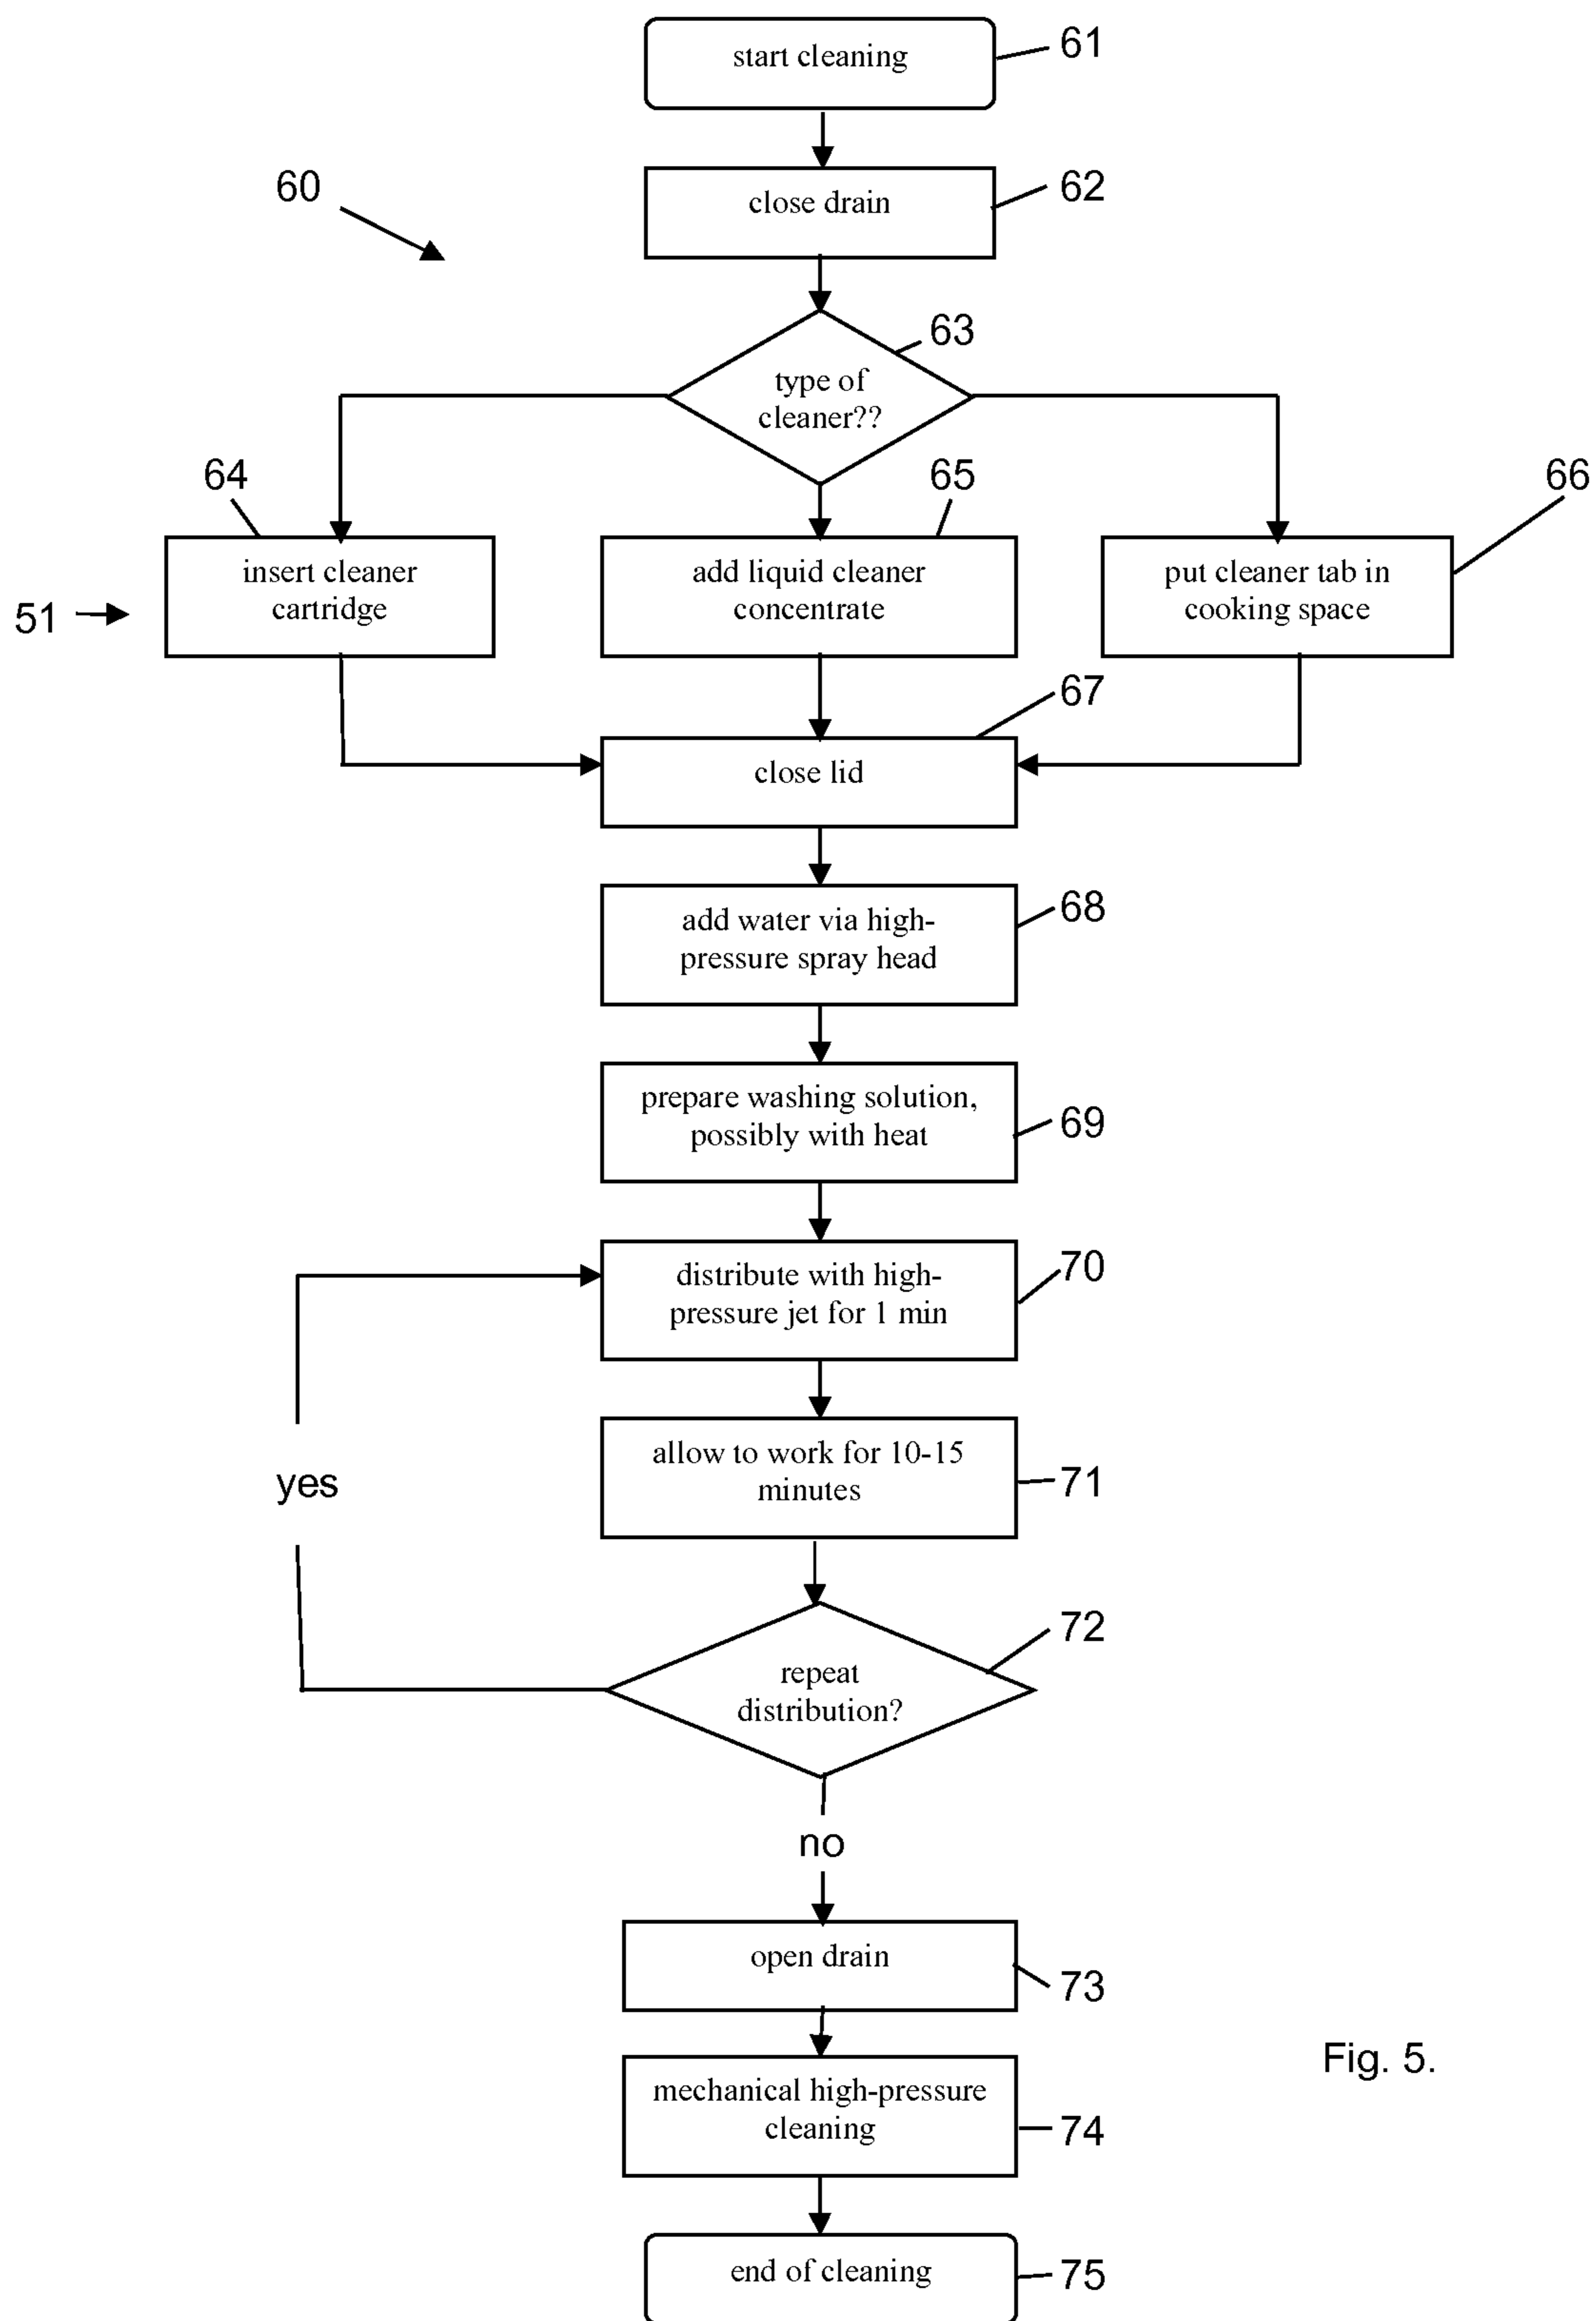 start cleaning
61
60
close drain
62
63
type of
cleaner??
64
65
66
51
insert cleaner
cartridge
add liquid cleaner
concentrate
put cleaner tab in
cooking space
67
close lid
add water via high-
pressure spray head
68
prepare washing solution,
possibly with heat
69
distribute with high-
pressure jet for 1 min
70
yes
allow to work for 10-15
minutes
71
72
repeat
distribution?
no
open drain
73
Fig. 5.
mechanical high-pressure
cleaning
74
end of cleaning
75